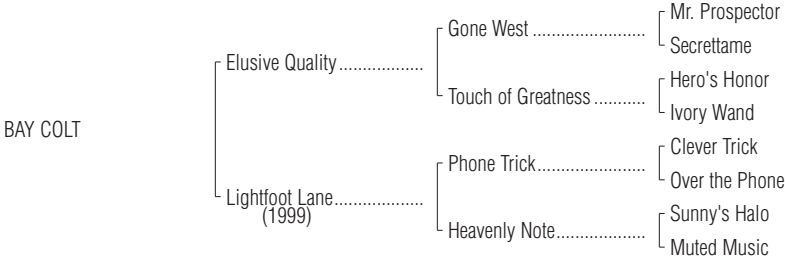 Mr. Prospector
Gone West ........................
Secrettame
Elusive Quality..................
Hero's Honor
Touch of Greatness ...........
Ivory Wand
BAY COLT
Clever Trick
Phone Trick.......................
Over the Phone
Lightfoot Lane...................
(1999)
Sunny's Halo
Heavenly Note...................
Muted Music